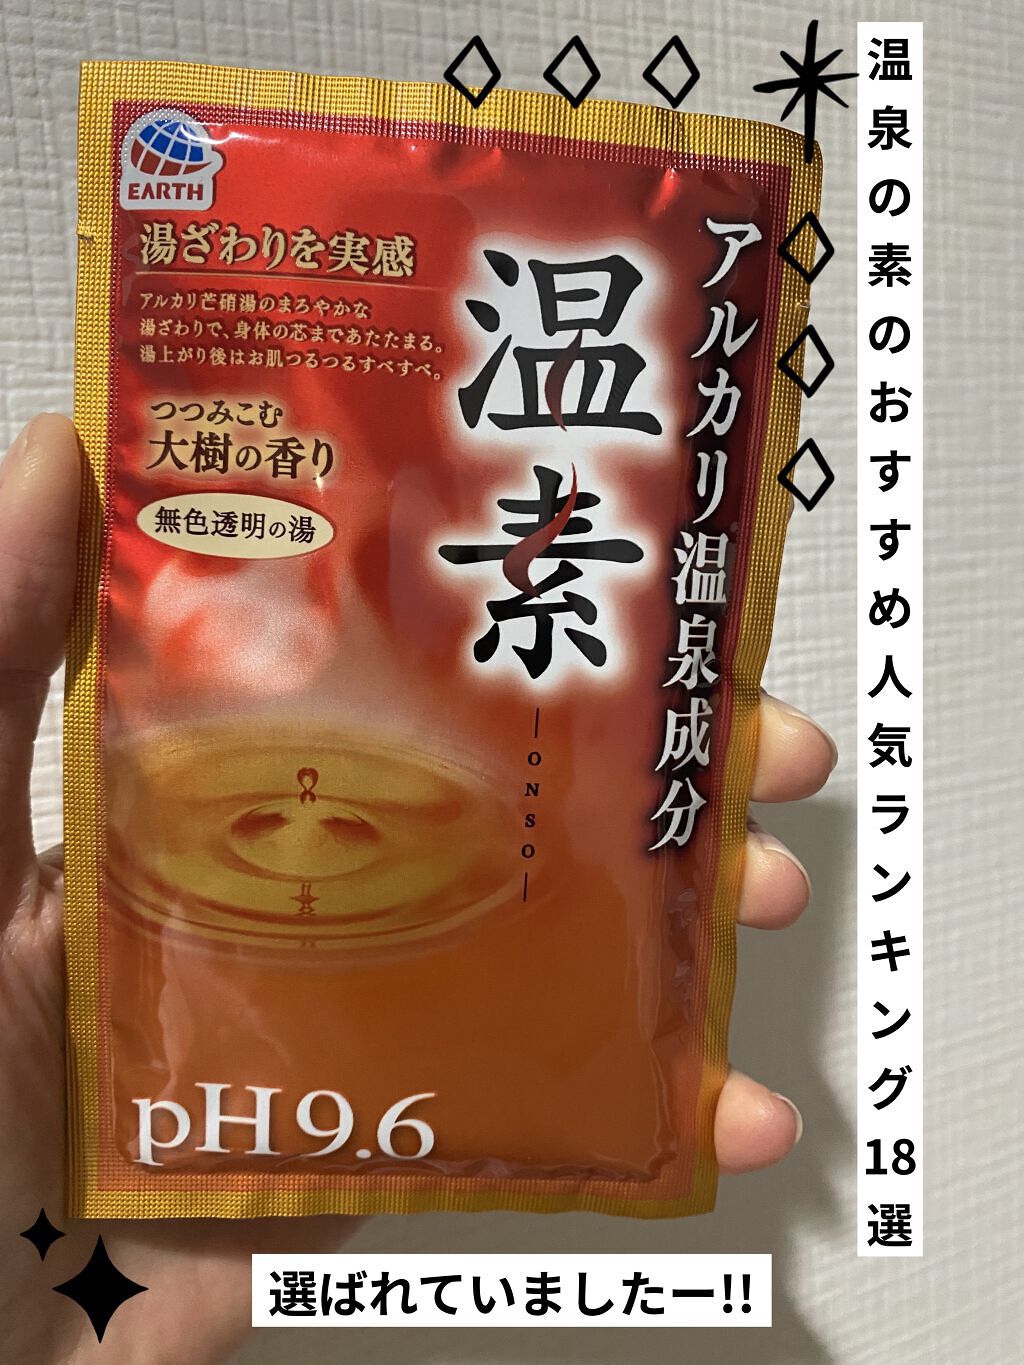 温泉の素のおすすめ人気ランキング18選
EARTH
湯ざわりを実感
アルカリ芒硝湯のまろやかな
湯ざわりで、身体の芯まであたたまる。
湯上がり後はお肌つるつるすべすべ。
つつみこむ
大樹の香り
無色透明の湯
温素
ONSO
アルカリ温泉成分
pH9.6
選ばれていましたー!!